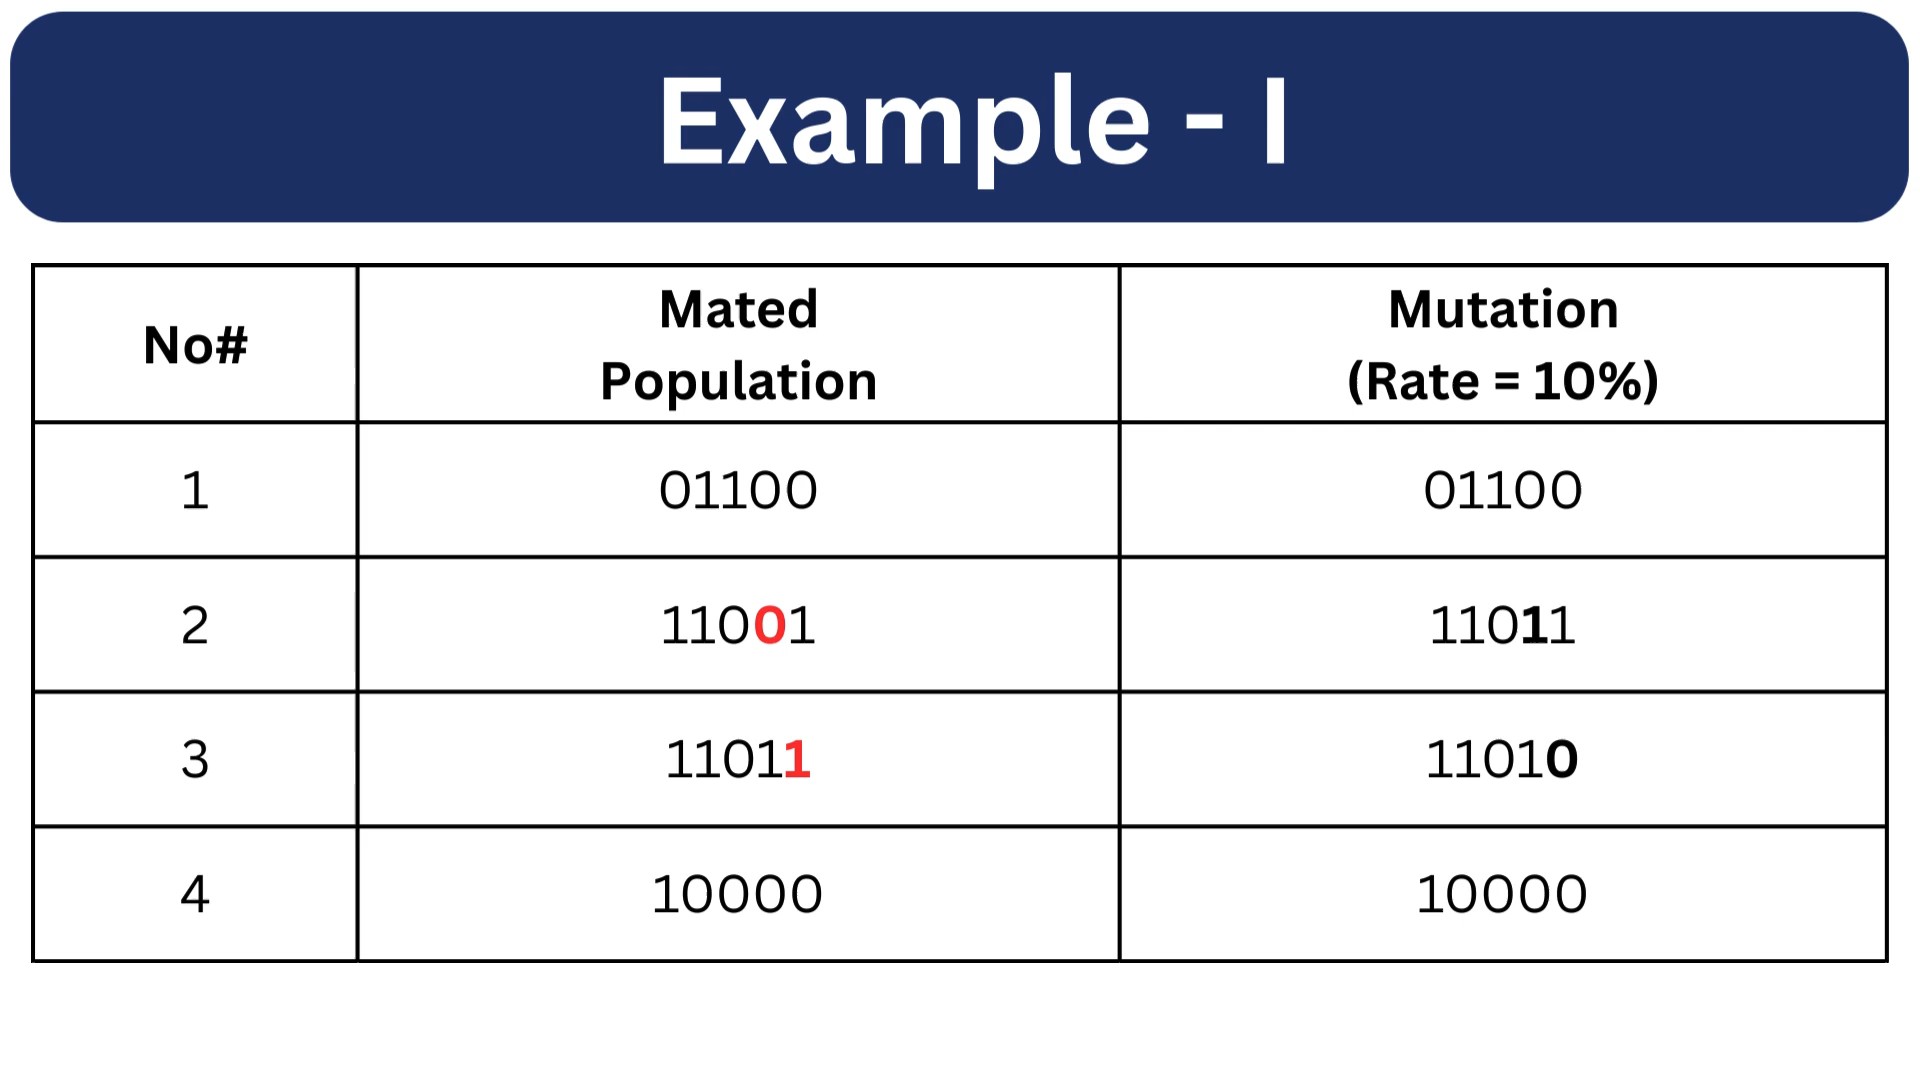 Example - I
No#
Mated
Population
Mutation
(Rate = 10%)
1
01100
01100
2
11001
11011
3
11011
11010
4
10000
10000